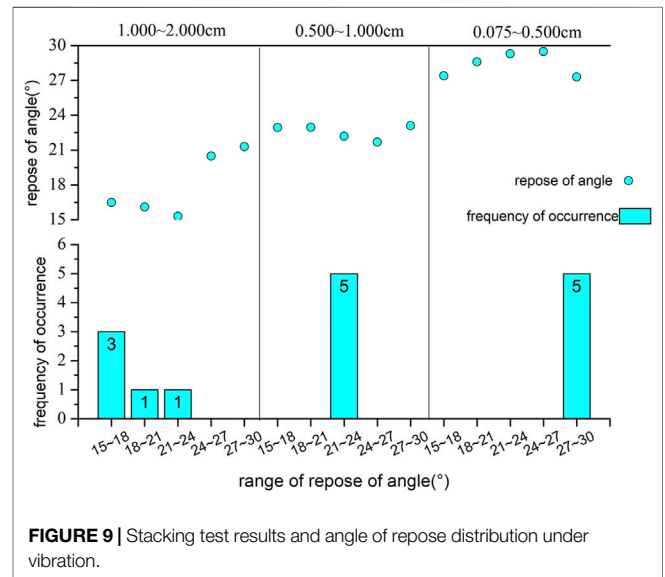 1.000~2.000cm 0.500~1.000cm 0.075~0.500cm
30
27
24
21
18
15
repose of angle(°)
repose of angle
frequency of occurrence
6
5
4
3
2
1
0
frequency of occurrence
3
1
1
5
5
15~18 18~21 21~24 24~27 27~30 15~18 18~21 21~24 24~27 27~30 15~18 18~21 21~24 24~27 27~30
range of repose of angle(°)
FIGURE 9 | Stacking test results and angle of repose distribution under
vibration.